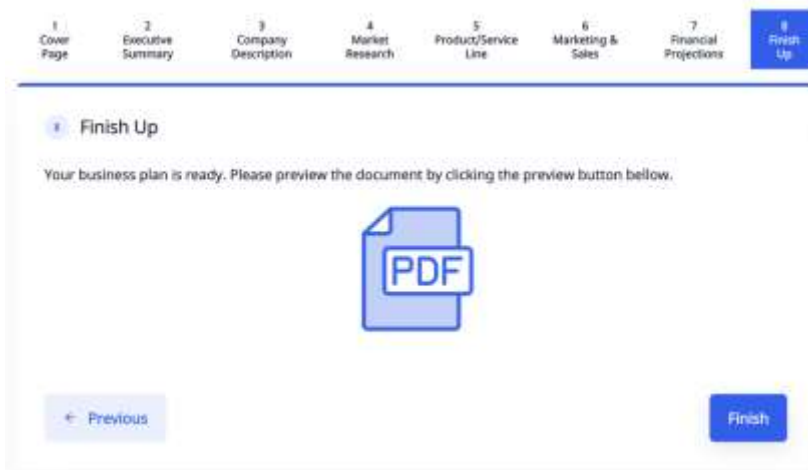 1
Cover
Page
2
Executive
Summary
3
Company
Description
4
Market
Research
5
Product/Service
Line
6
Marketing &
Sales
7
Financial
Projections
8
Finish
Up
8 Finish Up
Your business plan is ready. Please preview the document by clicking the preview button bellow.
PDF
← Previous
Finish